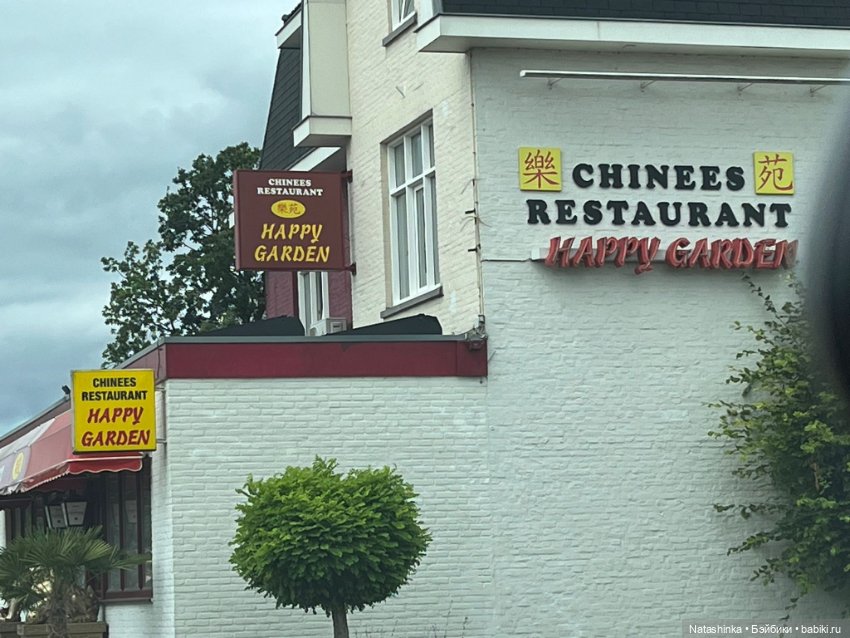 樂 CHINEES 苑
RESTAURANT
HAPPY GARDEN
CHINEES
RESTAURANT
樂苑
HAPPY
GARDEN
CHINEES
RESTAURANT
HAPPY
GARDEN
Natashinka • Бэйбики • babiki.ru